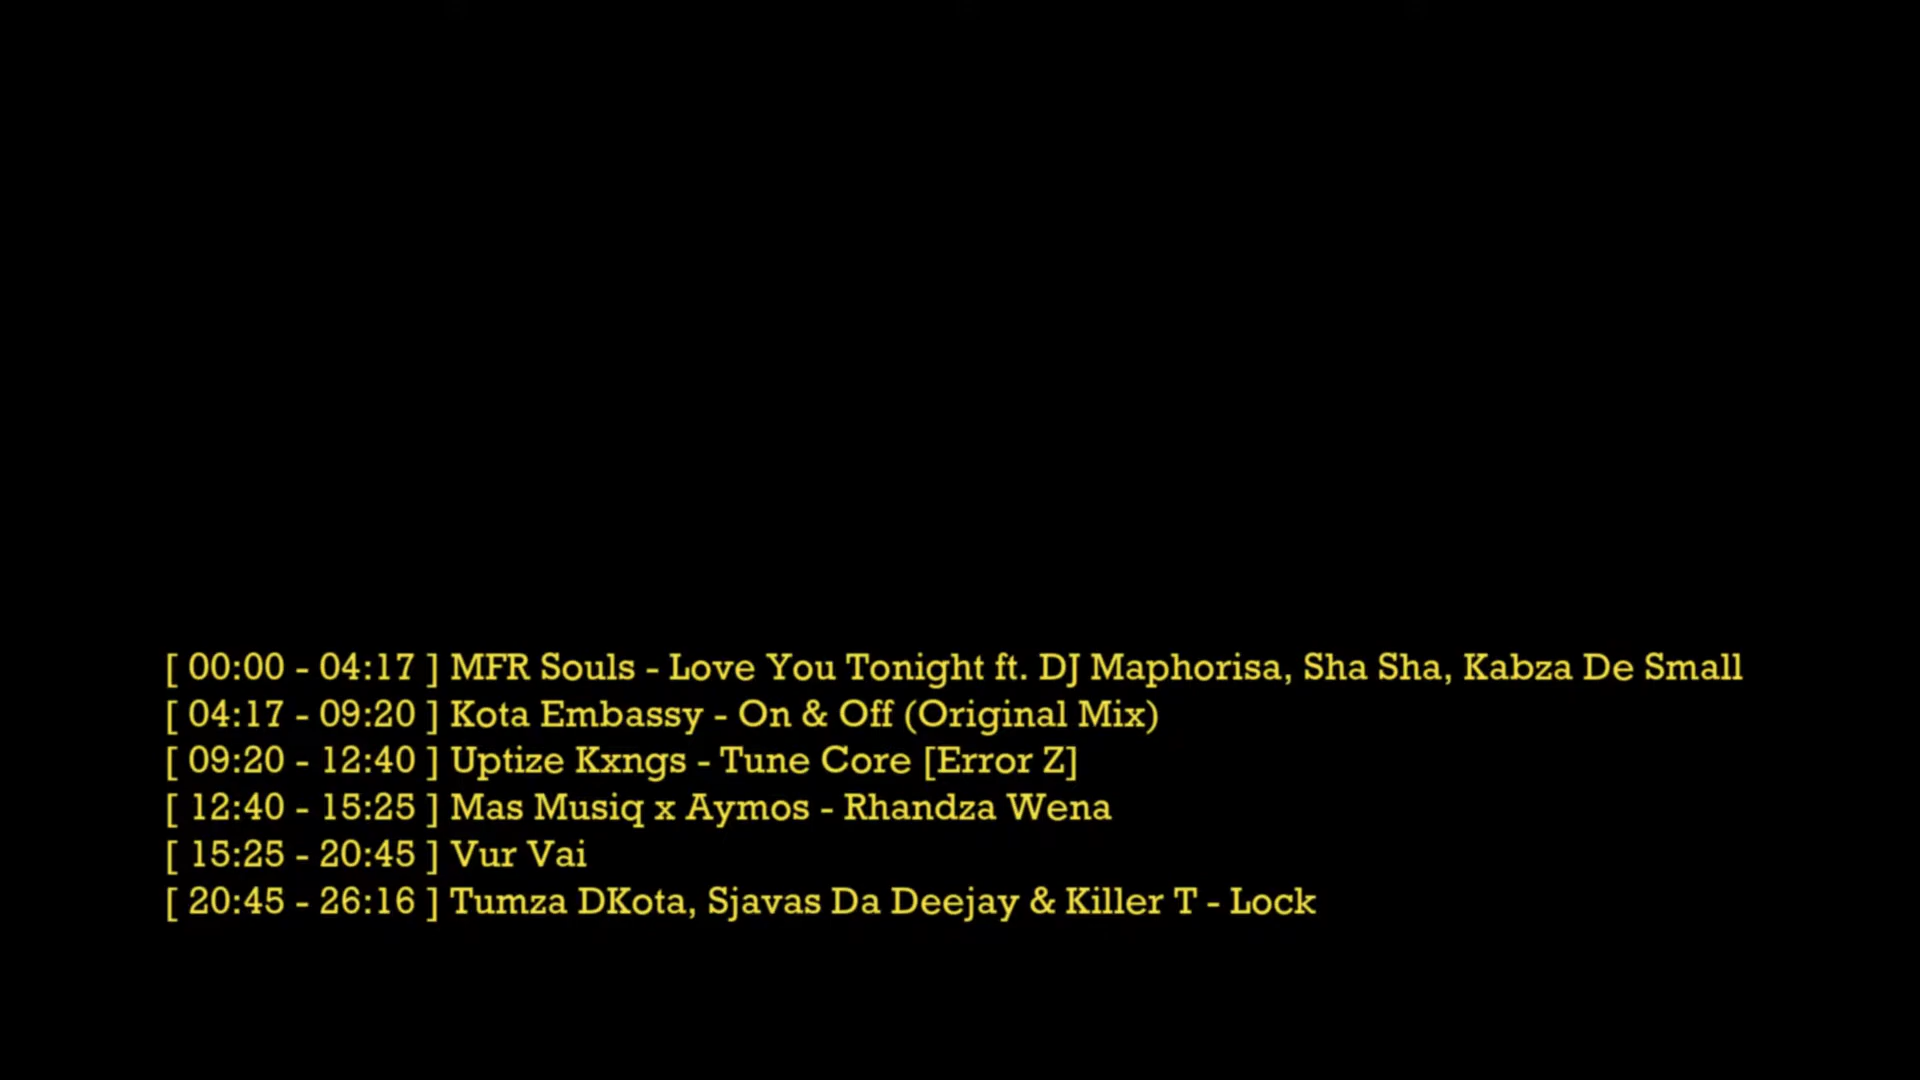 [ 00:00 - 04:17 ] MFR Souls - Love You Tonight ft. DJ Maphorisa, Sha Sha, Kabza De Small
[ 04:17 - 09:20 ] Kota Embassy - On & Off (Original Mix)
[ 09:20 - 12:40 ] Uptize Kxngs - Tune Core [Error Z]
[ 12:40 - 15:25 ] Mas Musiq x Aymos - Rhandza Wena
[ 15:25 - 20:45 ] Vur Vai
[ 20:45 - 26:16 ] Tumza DKota, Sjavas Da Deejay & Killer T - Lock